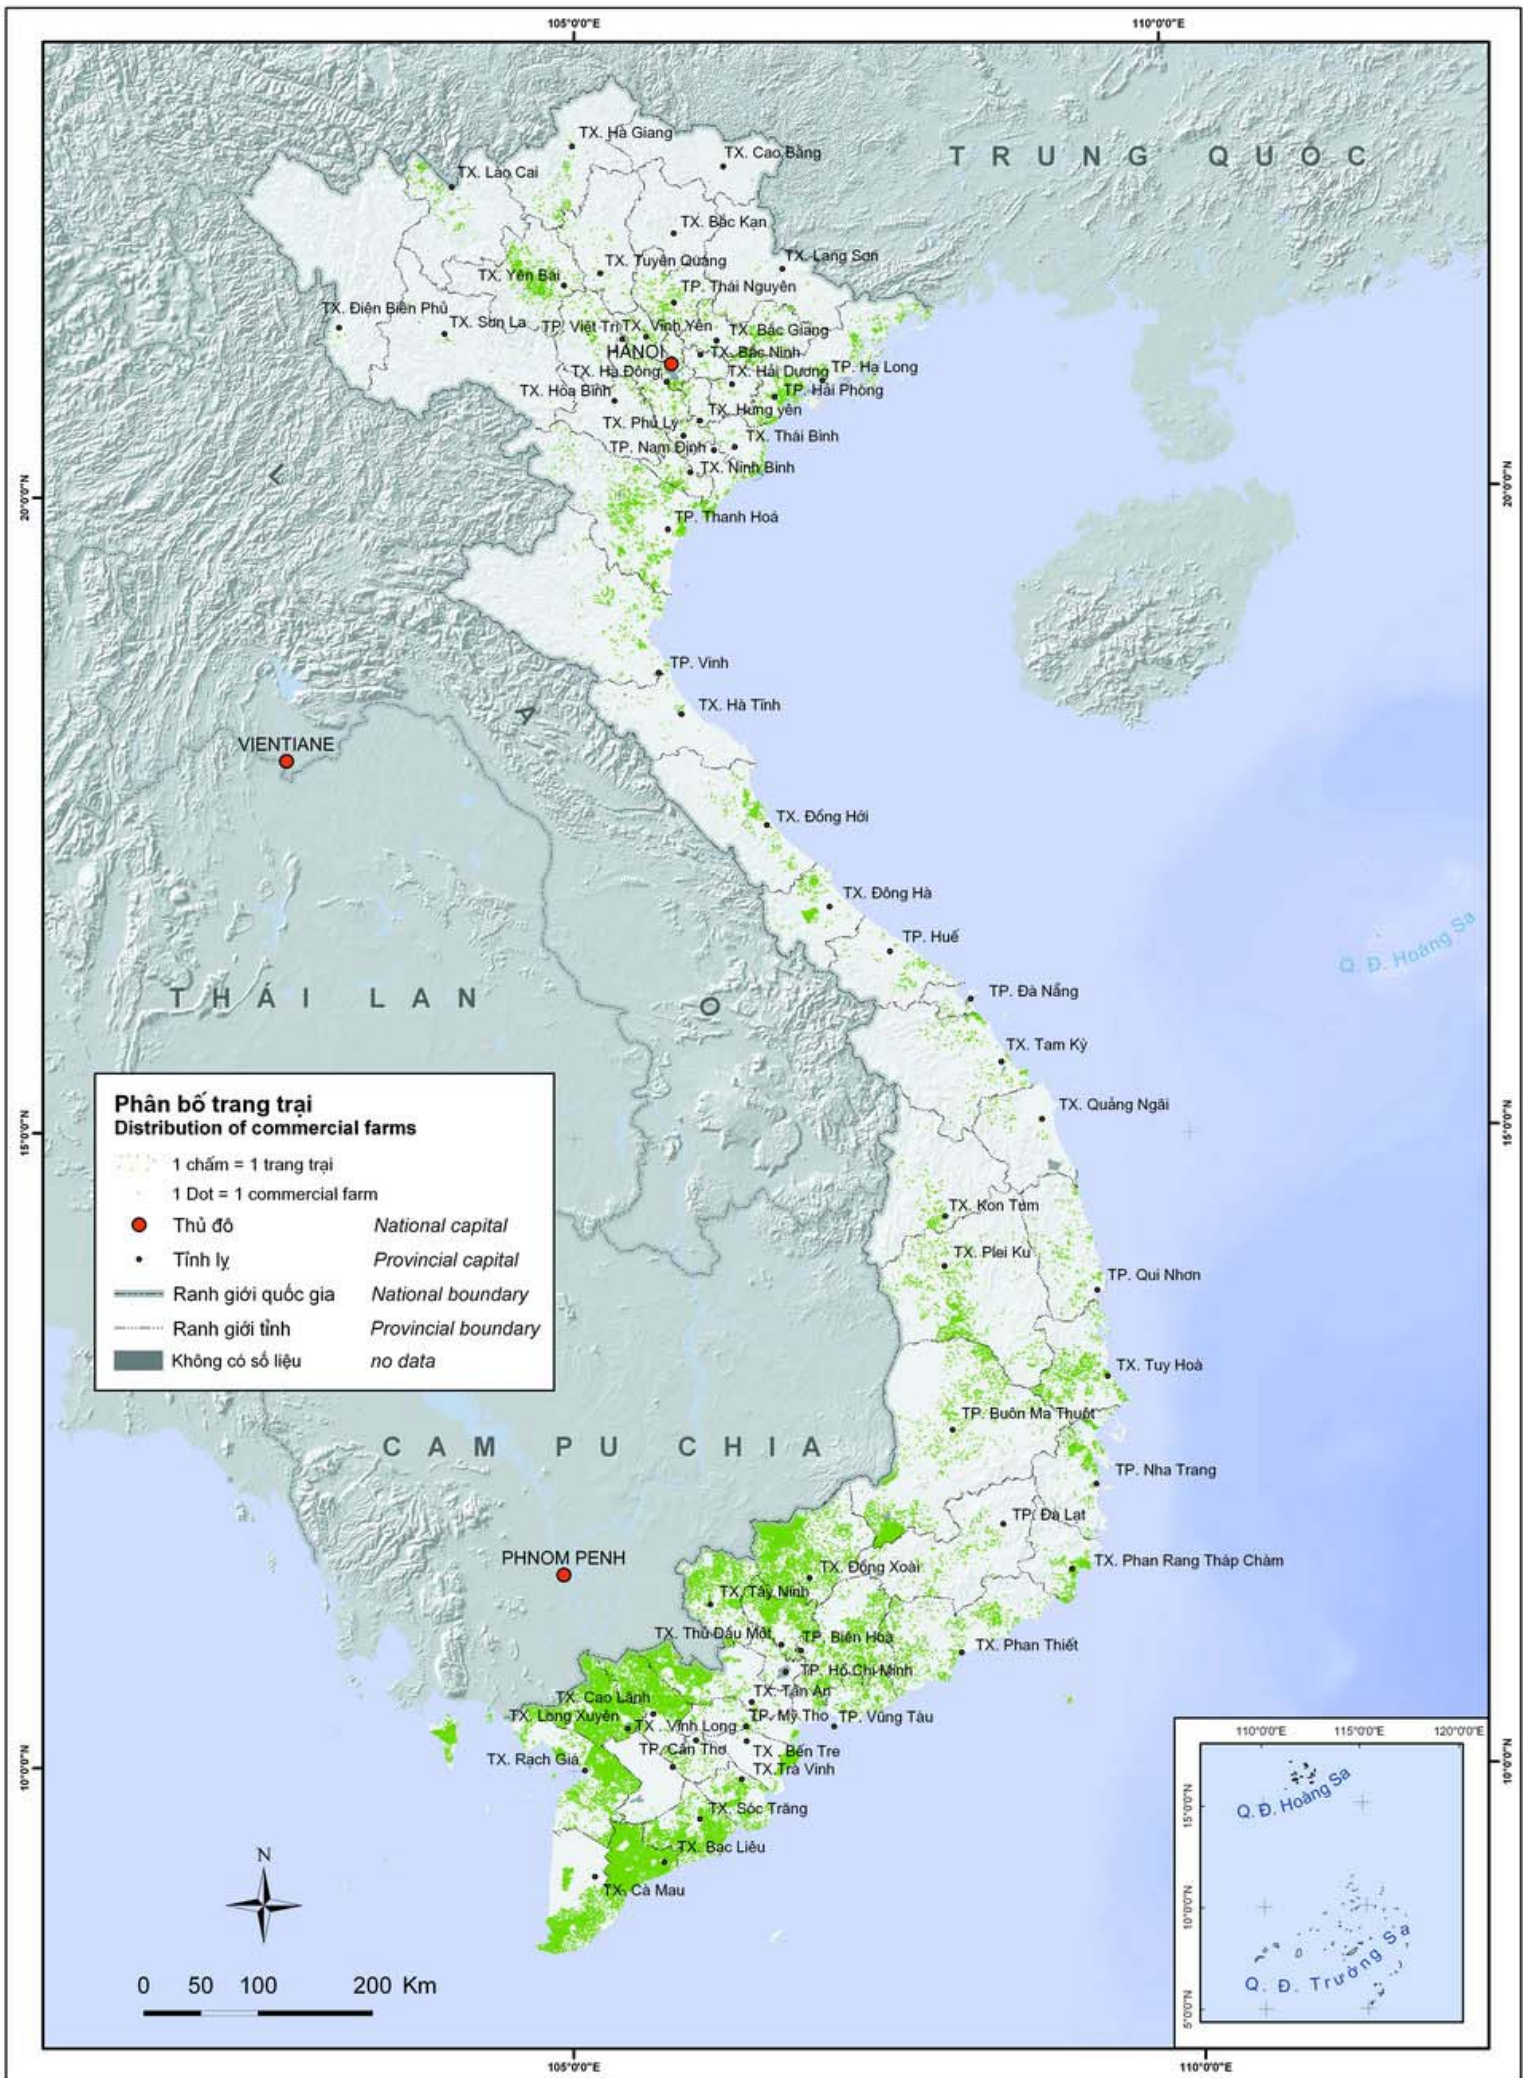 105°0'0"E 110°0'0"E
TRUNG QUỐC
TX. Hà Giang
TX. Cao Bằng
TX. Lào Cai
TX. Bắc Kạn
TX. Lạng Sơn
TX. Tuyên Quang
TX. Yên Bái
TP. Thái Nguyên
TX. Điện Biên Phủ
TX. Sơn La
TP. Việt Trì
TX. Vĩnh Yên
TX. Bắc Giang
HANOI
TX. Bắc Ninh
TX. Hà Đông
TX. Hải Dương
TP. Hạ Long
TX. Hòa Bình
TP. Hải Phòng
TX. Hưng yên
TX. Phủ Lý
TX. Thái Bình
TP. Nam Định
TX. Ninh Bình
20°0'0"N
20°0'0"N
TP. Thanh Hoá
TP. Vinh
TX. Hà Tĩnh
LAO
VIENTIANE
TX. Đồng Hới
TX. Đông Hà
TP. Huế
Q. Đ. Hoàng Sa
THÁI LAN
TP. Đà Nẵng
TX. Tam Kỳ
TX. Quảng Ngãi
15°0'0"N
15°0'0"N
Phân bố trang trại
Distribution of commercial farms
1 chấm = 1 trang trại
1 Dot = 1 commercial farm
Thủ đô National capital
Tỉnh lỵ Provincial capital
Ranh giới quốc gia National boundary
Ranh giới tỉnh Provincial boundary
Không có số liệu no data
TX. Kon Tum
TX. Plei Ku
TP. Qui Nhơn
TX. Tuy Hoà
TP. Buôn Ma Thuột
CAM PU CHIA
TP. Nha Trang
TP. Đà Lạt
PHNOM PENH
TX. Đồng Xoài
TX. Phan Rang Tháp Chàm
TX. Tây Ninh
TX. Thủ Dầu Một
TP. Biên Hoà
TX. Phan Thiết
TP. Hồ Chí Minh
TX. Tân An
TX. Cao Lãnh
TX. Long Xuyên
TX. Vĩnh Long
TP. Mỹ Tho
TP. Vũng Tàu
TX. Rạch Giá
TP. Cần Thơ
TX. Bến Tre
TX. Trà Vinh
10°0'0"N
10°0'0"N
TX. Sóc Trăng
TX. Bạc Liêu
TX. Cà Mau
N
0 50 100 200 Km
110°0'0"E 115°0'0"E 120°0'0"E
15°0'0"N
Q. Đ. Hoàng Sa
10°0'0"N
Q. Đ. Trường Sa
5°0'0"N
105°0'0"E 110°0'0"E